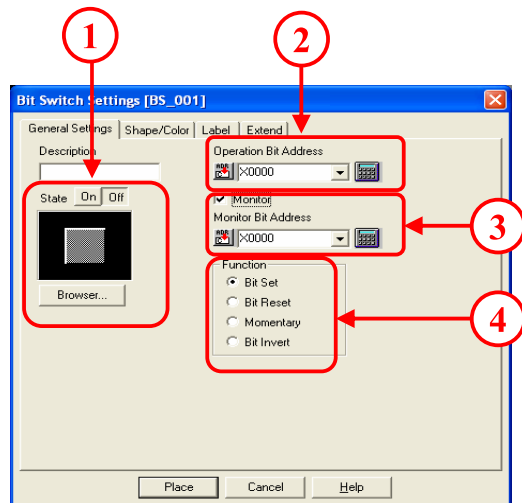 1
2
Bit Switch Settings [BS_001]
General Settings Shape/Color Label Extend
Description
Operation Bit Address
ADR X0000
State On Off
Monitor
Monitor Bit Address
ADR X0000
3
Browser...
Function
Bit Set
Bit Reset
Momentary
Bit Invert
4
Place Cancel Help